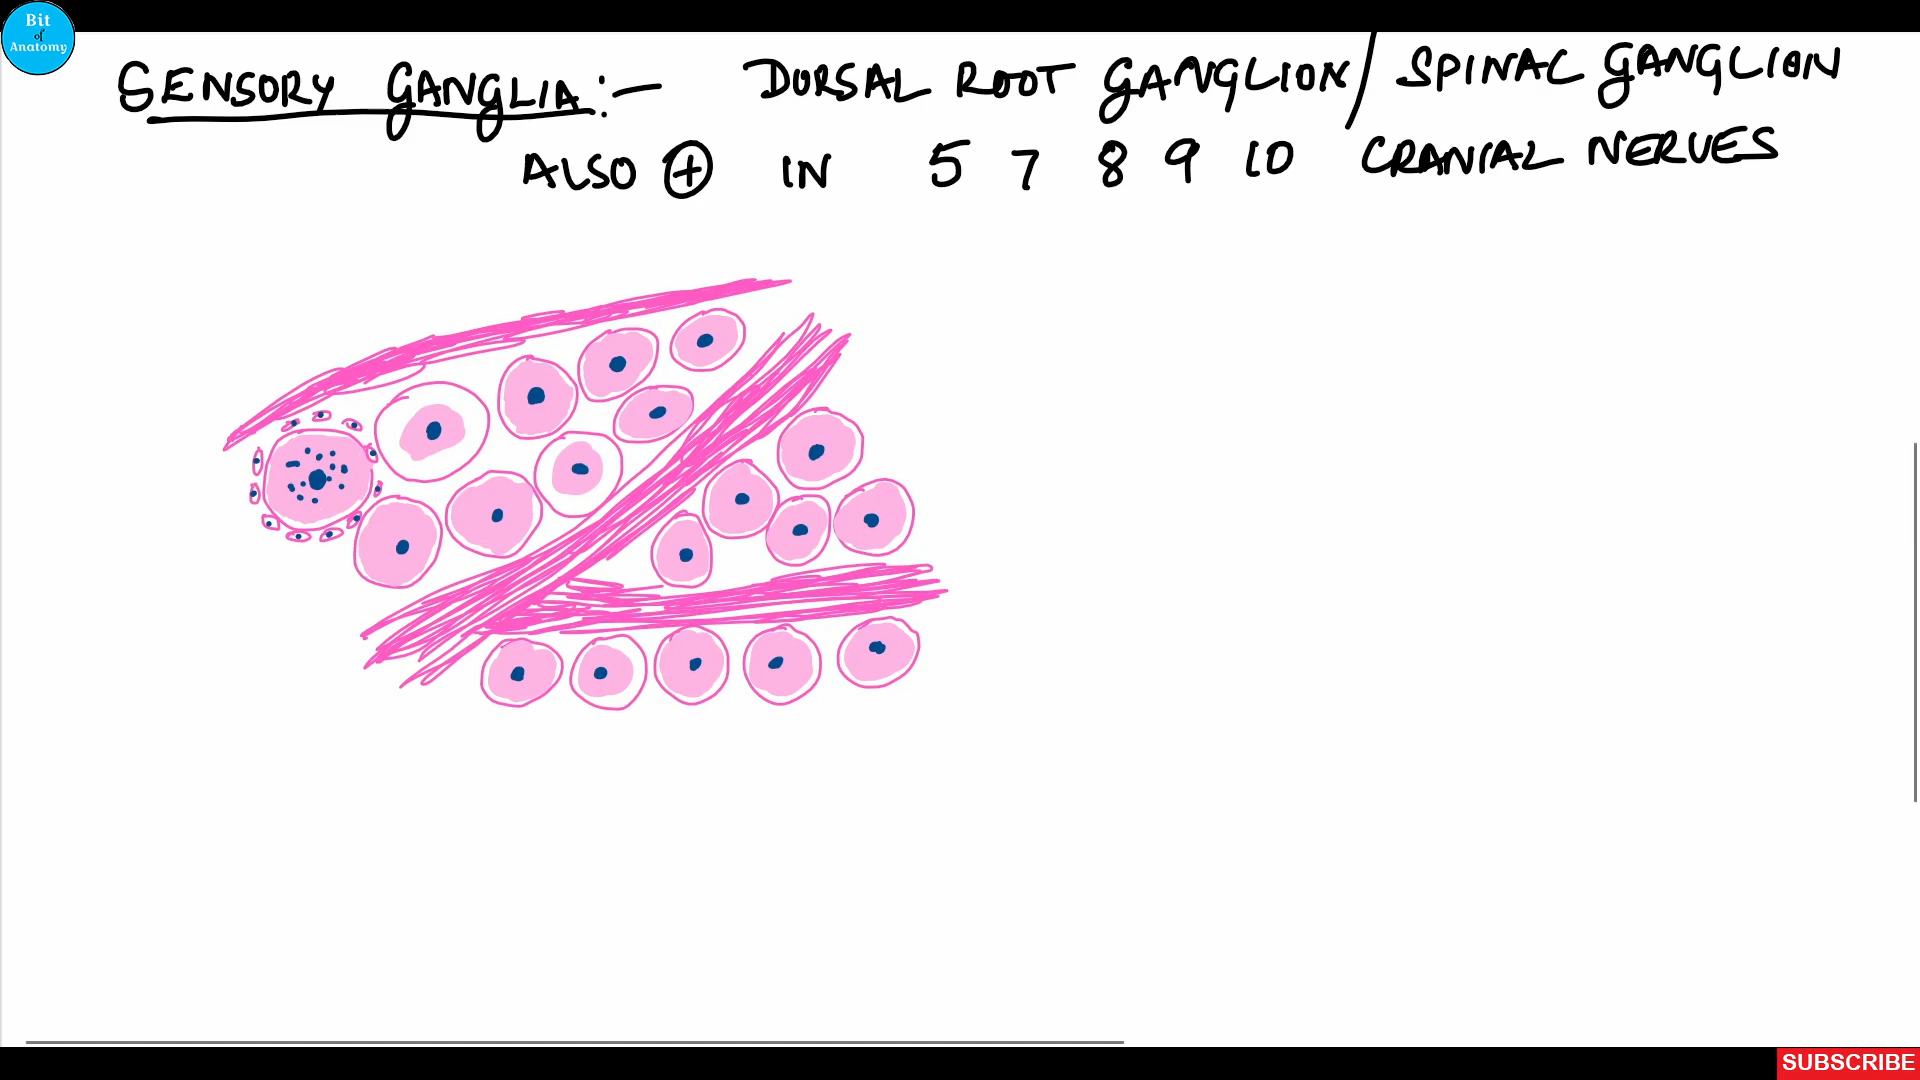 Bit
of
Anatomy
SENSORY GANGLIA:- DORSAL ROOT GANGLION/ SPINAL GANGLION
ALSO ⊕ IN 5 7 8 9 10 CRANIAL NERVES
SUBSCRIBE